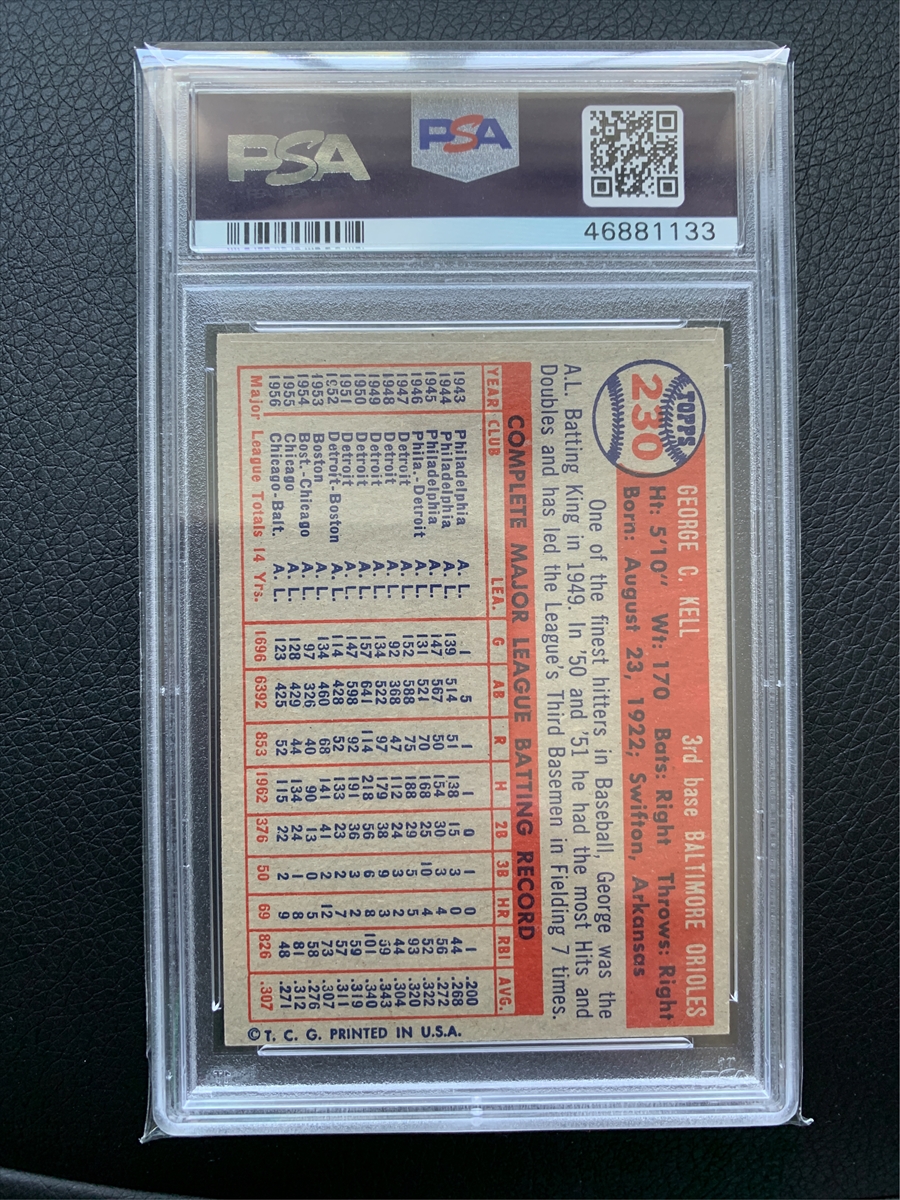 PSA
PSA
46881133
TOPPS
230
GEORGE C. KELL 3rd base BALTIMORE ORIOLES
Ht: 5'10" Wt: 170 Bats: Right Throws: Right
Born: August 23, 1922; Swifton, Arkansas
One of the finest hitters in Baseball, George was the
A.L. Batting King in 1949. In '50 and '51 he had the most Hits and
Doubles and has led the League's Third Basemen in Fielding 7 times.
COMPLETE MAJOR LEAGUE BATTING RECORD
YEAR CLUB LEA. G AB R H 2B 3B HR RBI AVG.
1943 Philadelphia A. L. 1 5 1 1 0 1 0 1 .200
1944 Philadelphia A. L. 139 514 51 138 15 3 0 44 .268
1945 Philadelphia A. L. 147 567 50 154 30 3 4 56 .272
1946 Phila.-Detroit A. L. 131 521 70 168 25 10 4 52 .322
1947 Detroit A. L. 152 588 75 188 29 5 5 93 .320
1948 Detroit A. L. 92 368 47 112 24 3 2 44 .304
1949 Detroit A. L. 134 522 97 179 38 9 3 59 .343
1950 Detroit A. L. 157 641 114 218 56 6 8 101 .340
1951 Detroit A. L. 147 598 92 191 36 3 2 59 .319
1952 Detroit-Boston A. L. 114 428 52 133 23 2 7 57 .311
1953 Boston A. L. 134 460 68 141 41 2 12 73 .307
1954 Bost.-Chicago A. L. 97 326 40 90 13 0 5 58 .276
1955 Chicago A. L. 128 429 44 134 24 1 8 81 .312
1956 Chicago-Balt. A. L. 123 425 52 115 22 2 9 48 .271
Major League Totals 14 Yrs. 1696 6392 853 1962 376 50 69 826 .307
© T. C. G. PRINTED IN U.S.A.